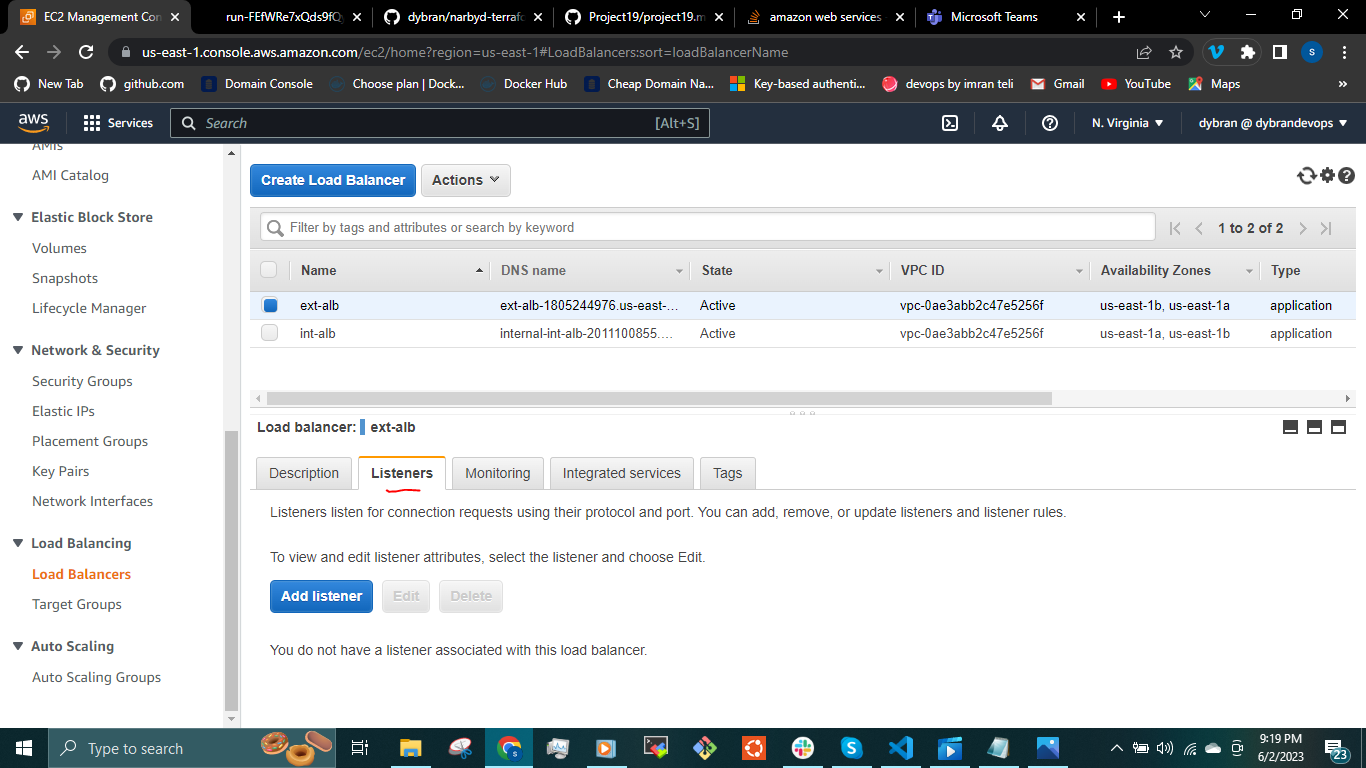 EC2 Management Con
run-FEfWRe7xQds9fQ
dybran/narbyd-terrafo
Project19/project19.m
amazon web services
Microsoft Teams
us-east-1.console.aws.amazon.com/ec2/home?region=us-east-1#LoadBalancers:sort=loadBalancerName
S
New Tab
github.com
Domain Console
Choose plan | Dock...
Docker Hub
Cheap Domain Na...
Key-based authenti...
devops by imran teli
Gmail
YouTube
Maps
»
aws
Services
Search
[Alt+S]
N. Virginia
dybran @ dybrandevops
AMIs
AMI Catalog
Elastic Block Store
Volumes
Snapshots
Lifecycle Manager
Network & Security
Security Groups
Elastic IPs
Placement Groups
Key Pairs
Network Interfaces
Load Balancing
Load Balancers
Target Groups
Auto Scaling
Auto Scaling Groups
Create Load Balancer
Actions
Filter by tags and attributes or search by keyword
1 to 2 of 2
Name DNS name State VPC ID Availability Zones Type
ext-alb ext-alb-1805244976.us-east-... Active vpc-0ae3abb2c47e5256f us-east-1b, us-east-1a application
int-alb internal-int-alb-2011100855.... Active vpc-0ae3abb2c47e5256f us-east-1a, us-east-1b application
Load balancer: ext-alb
Description
Listeners
Monitoring
Integrated services
Tags
Listeners listen for connection requests using their protocol and port. You can add, remove, or update listeners and listener rules.
To view and edit listener attributes, select the listener and choose Edit.
Add listener
Edit
Delete
You do not have a listener associated with this load balancer.
Type to search
9:19 PM
6/2/2023
23